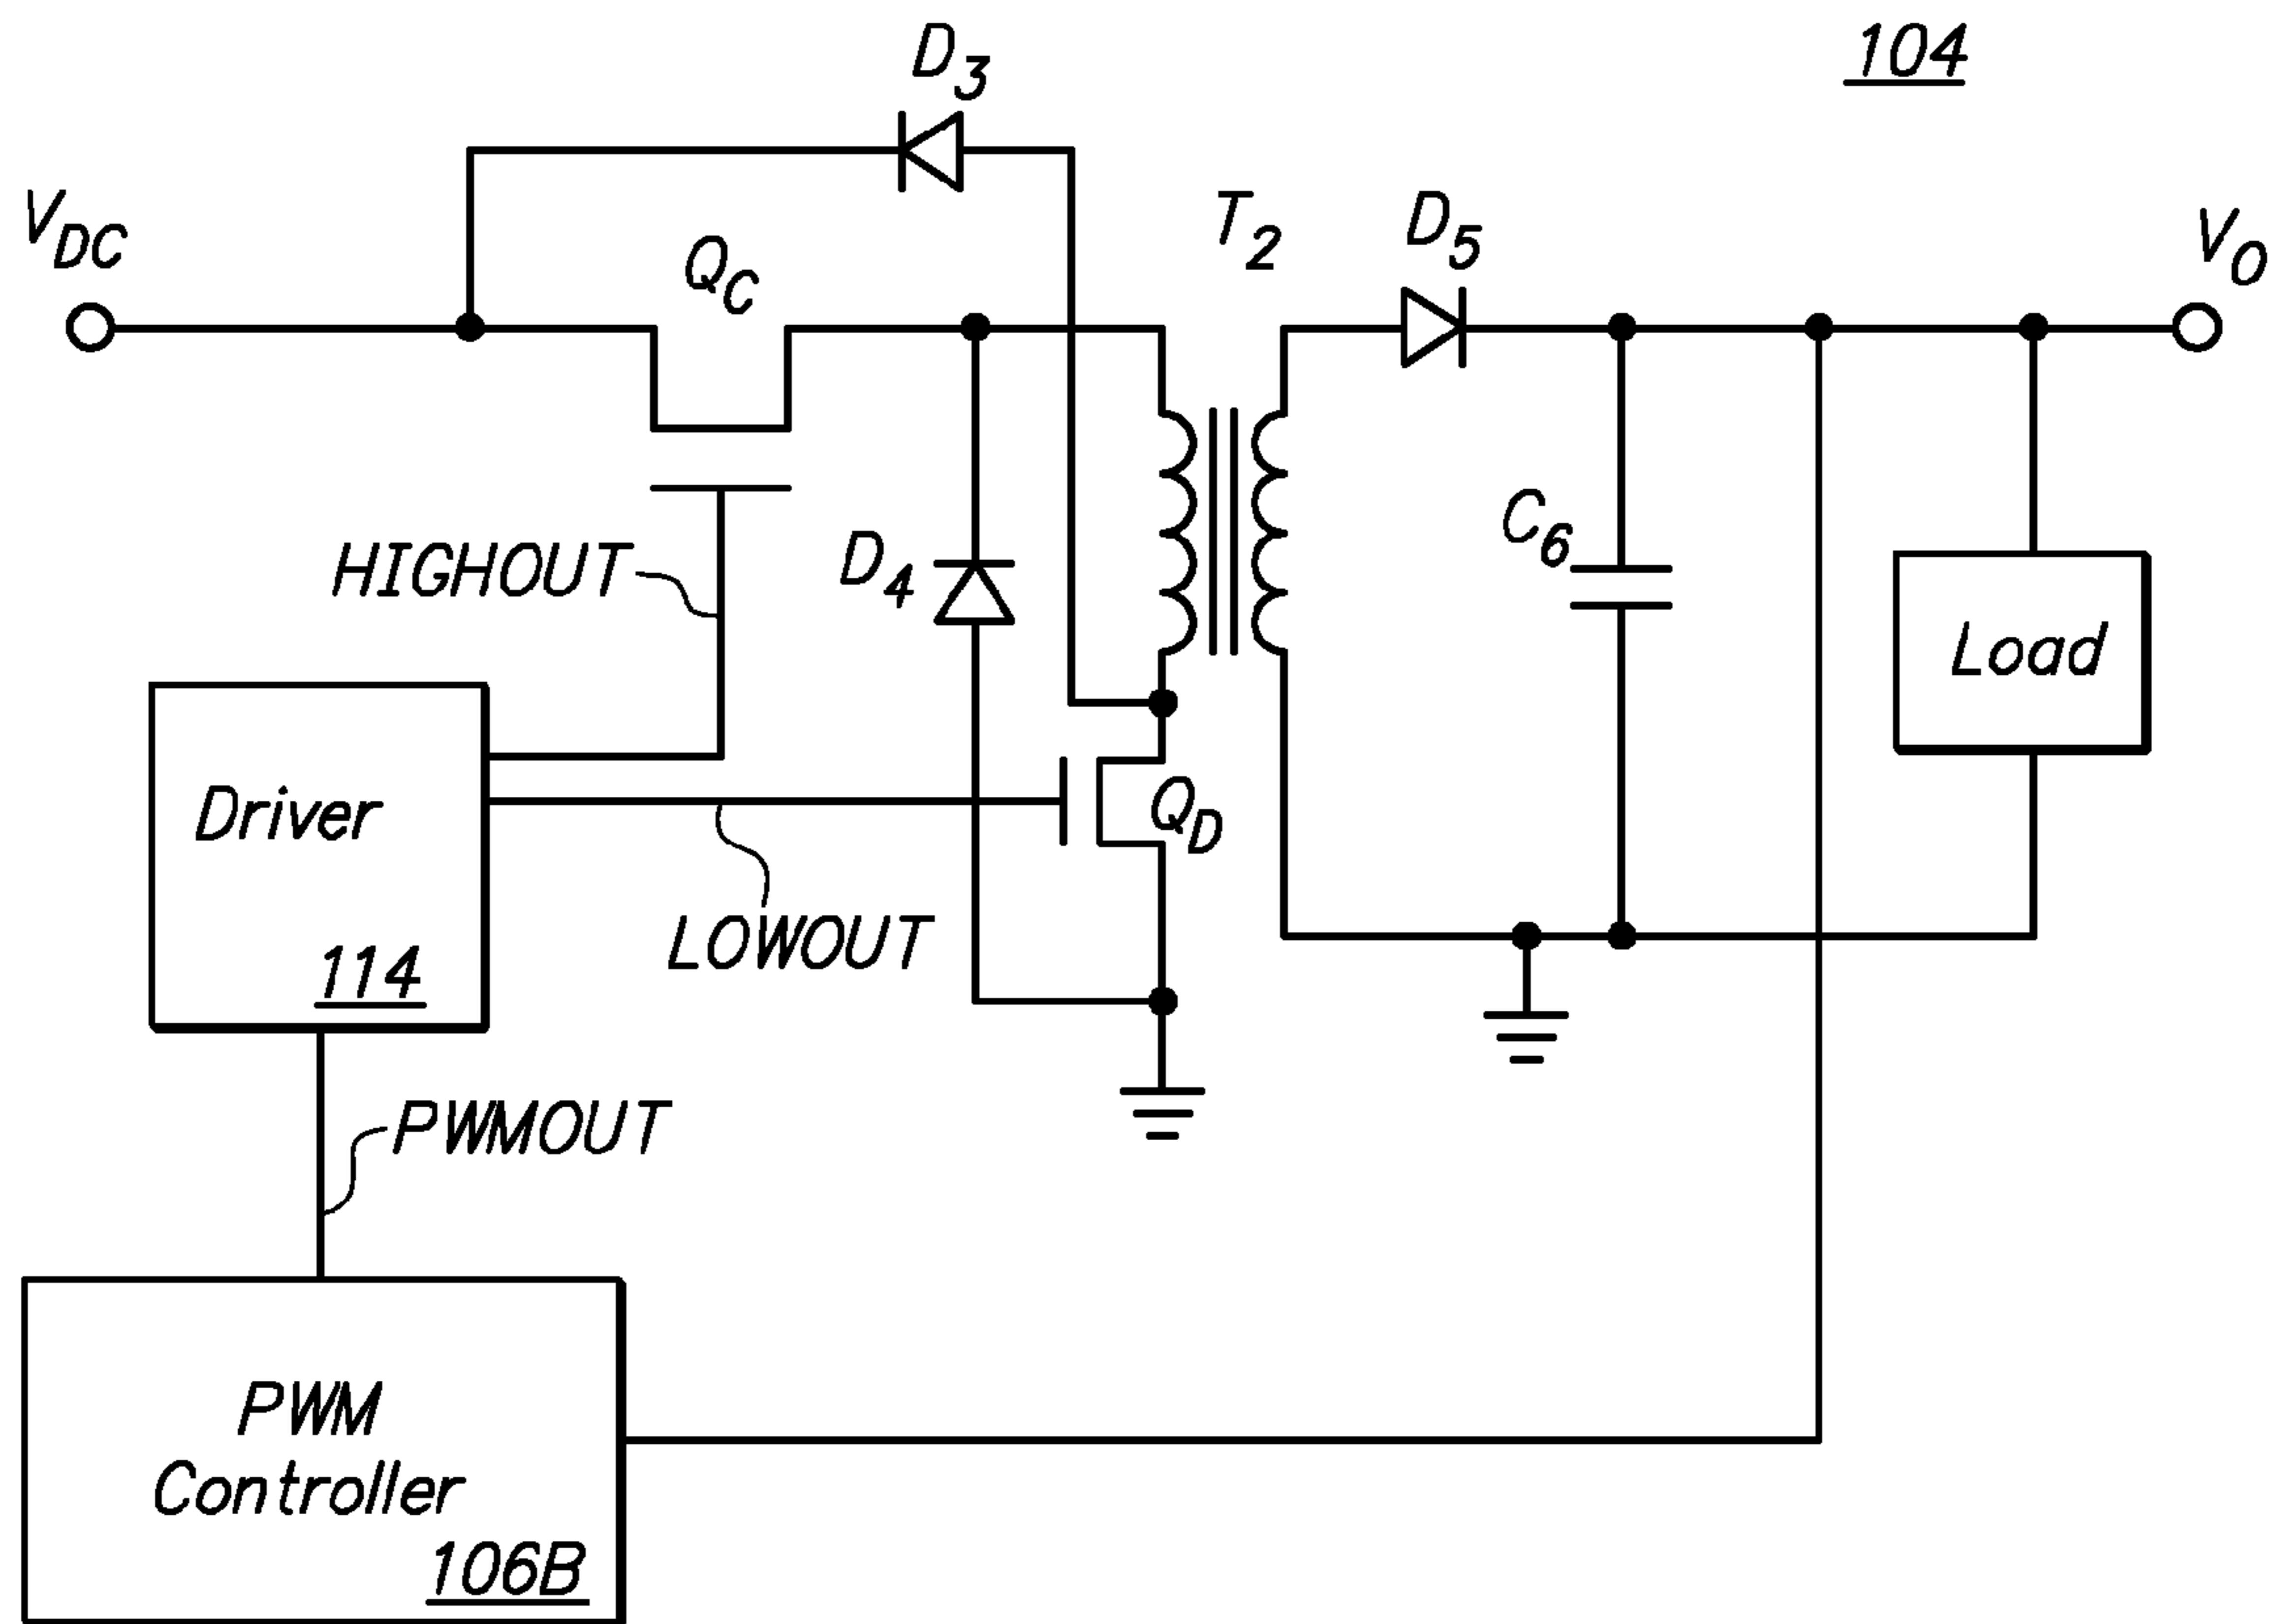 104
D3
VDC
QC
T2
D5
VO
HIGHOUT
D4
C6
Load
Driver
114
QD
LOWOUT
PWMOUT
PWM
Controller
106B